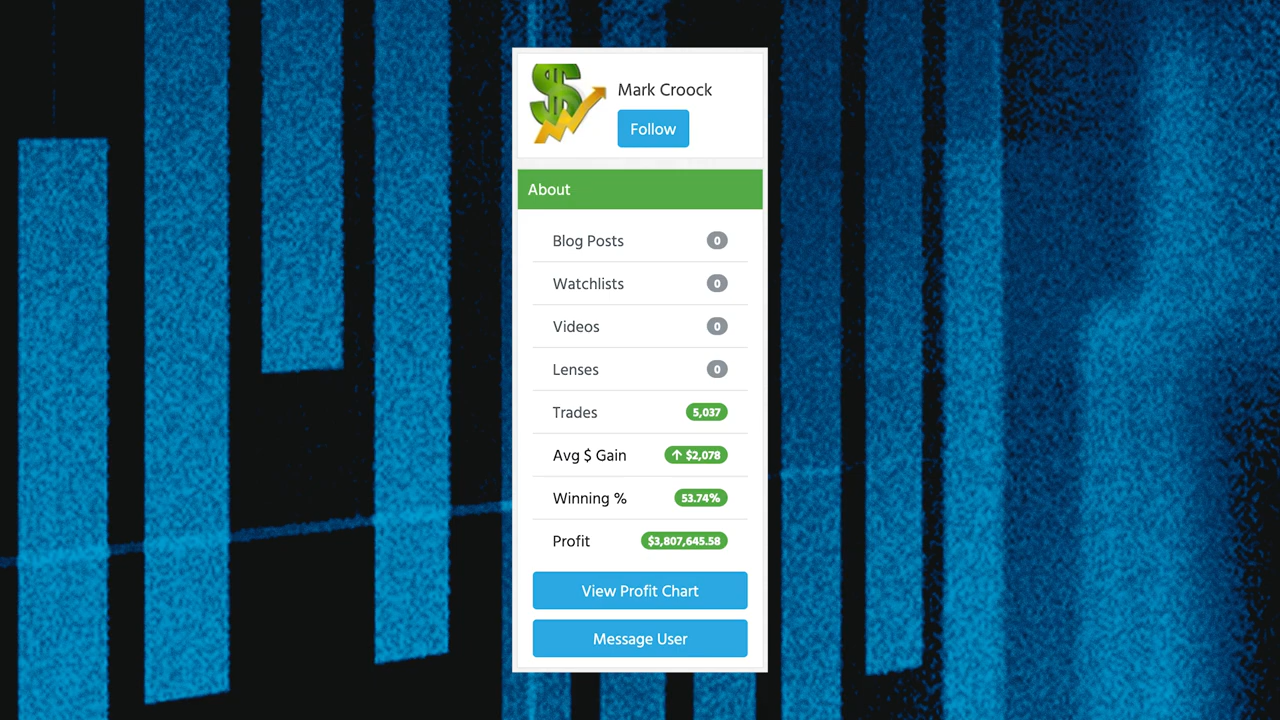 Mark Croock
Follow
About
Blog Posts 0
Watchlists 0
Videos 0
Lenses 0
Trades 5,037
Avg $ Gain ↑ $2,078
Winning % 53.74%
Profit $3,807,645.58
View Profit Chart
Message User